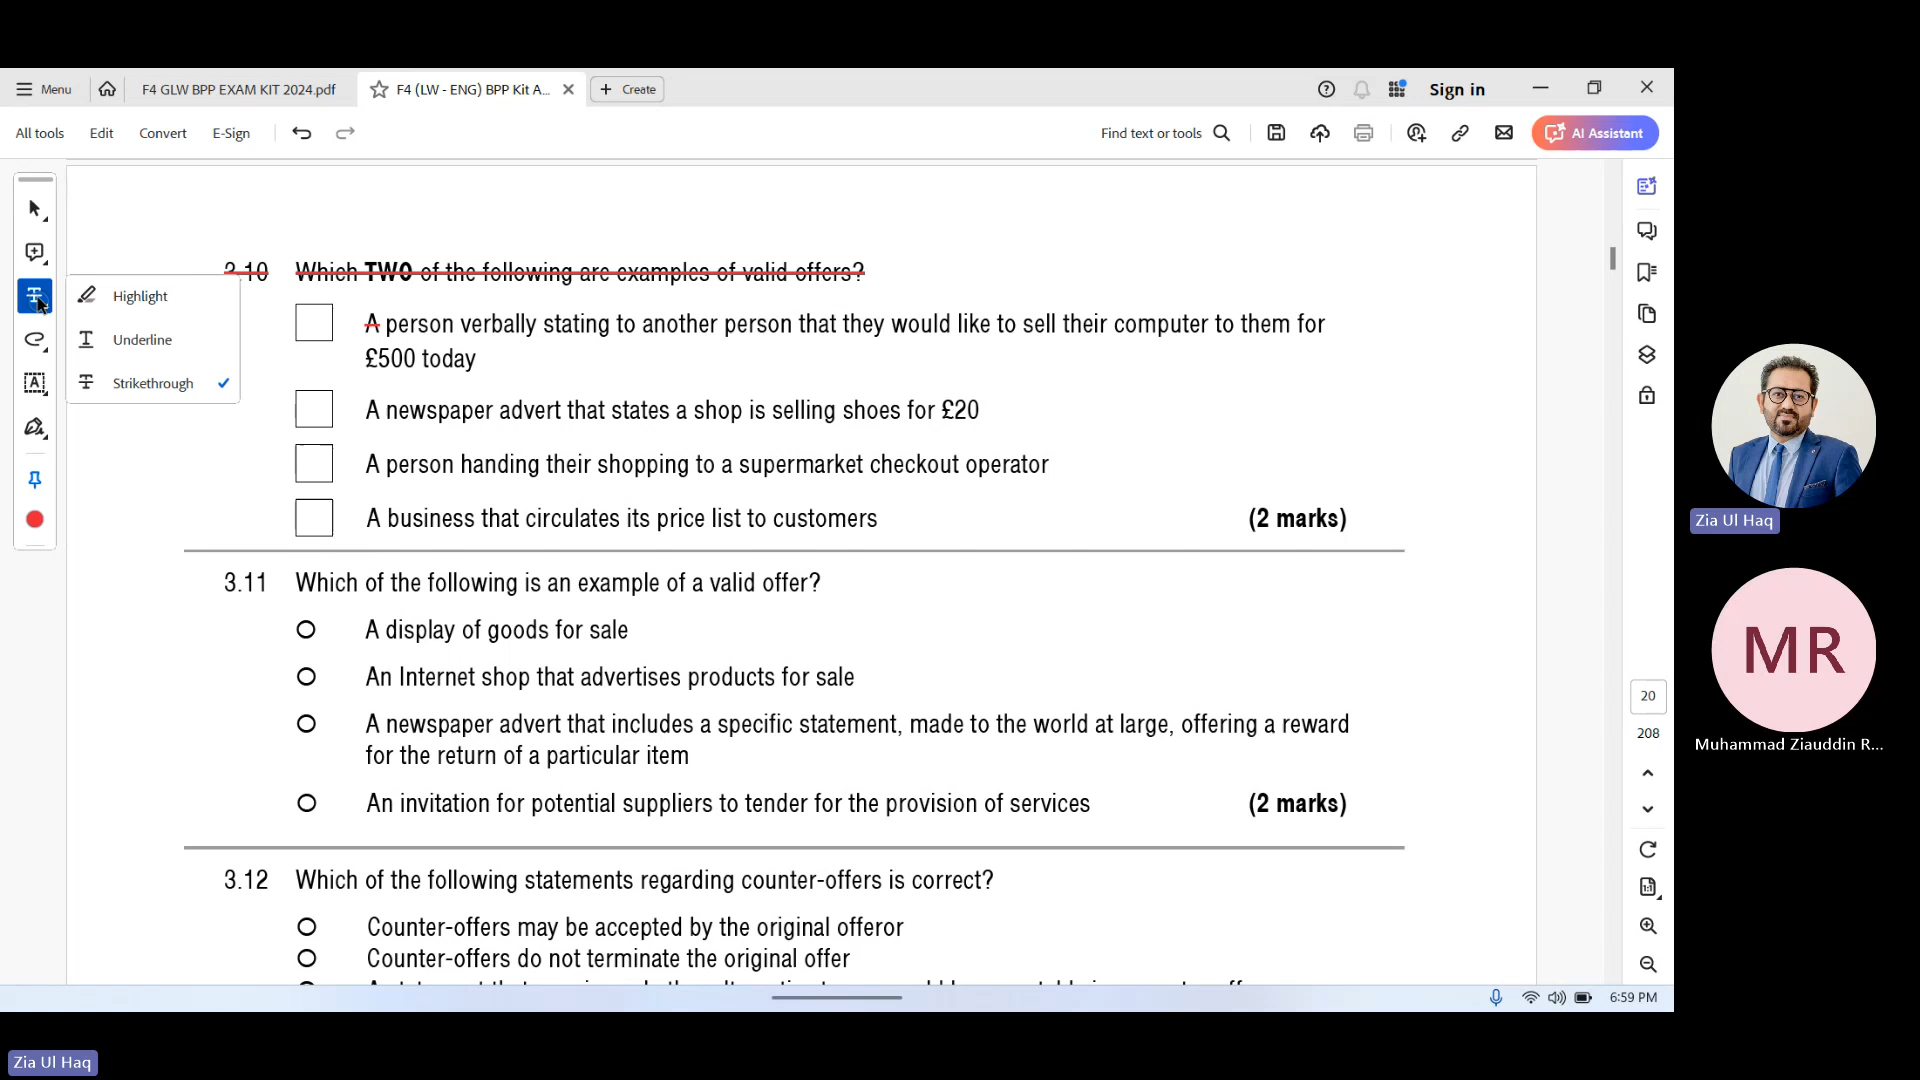 Menu
F4 GLW BPP EXAM KIT 2024.pdf
F4 (LW - ENG) BPP Kit A...
Create
Sign in
All tools
Edit
Convert
E-Sign
Find text or tools
AI Assistant
3.10 Which TWO of the following are examples of valid offers?
Highlight
Underline
Strikethrough
A person verbally stating to another person that they would like to sell their computer to them for
£500 today
A newspaper advert that states a shop is selling shoes for £20
A person handing their shopping to a supermarket checkout operator
A business that circulates its price list to customers (2 marks)
3.11 Which of the following is an example of a valid offer?
A display of goods for sale
An Internet shop that advertises products for sale
A newspaper advert that includes a specific statement, made to the world at large, offering a reward
for the return of a particular item
An invitation for potential suppliers to tender for the provision of services (2 marks)
3.12 Which of the following statements regarding counter-offers is correct?
Counter-offers may be accepted by the original offeror
Counter-offers do not terminate the original offer
20
208
6:59 PM
Zia Ul Haq
MR
Muhammad Ziauddin R...
Zia Ul Haq